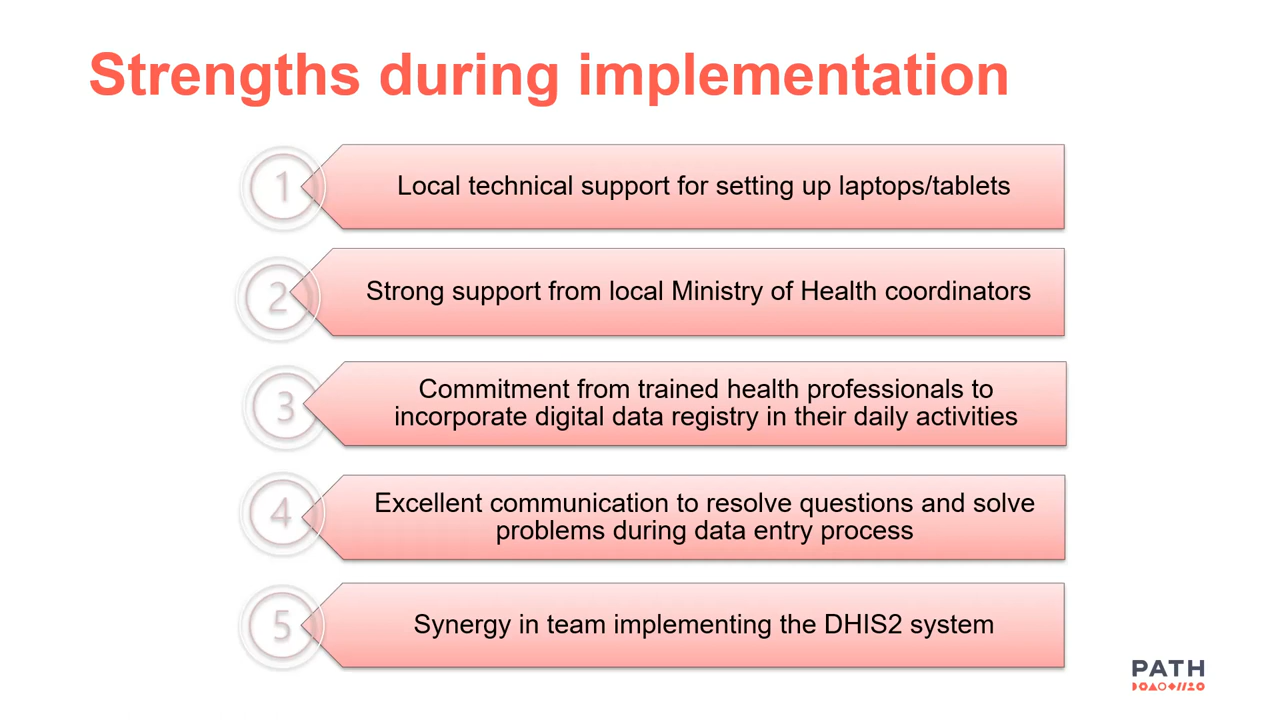 Strengths during implementation
1
Local technical support for setting up laptops/tablets
2
Strong support from local Ministry of Health coordinators
3
Commitment from trained health professionals to
incorporate digital data registry in their daily activities
4
Excellent communication to resolve questions and solve
problems during data entry process
5
Synergy in team implementing the DHIS2 system
PATH